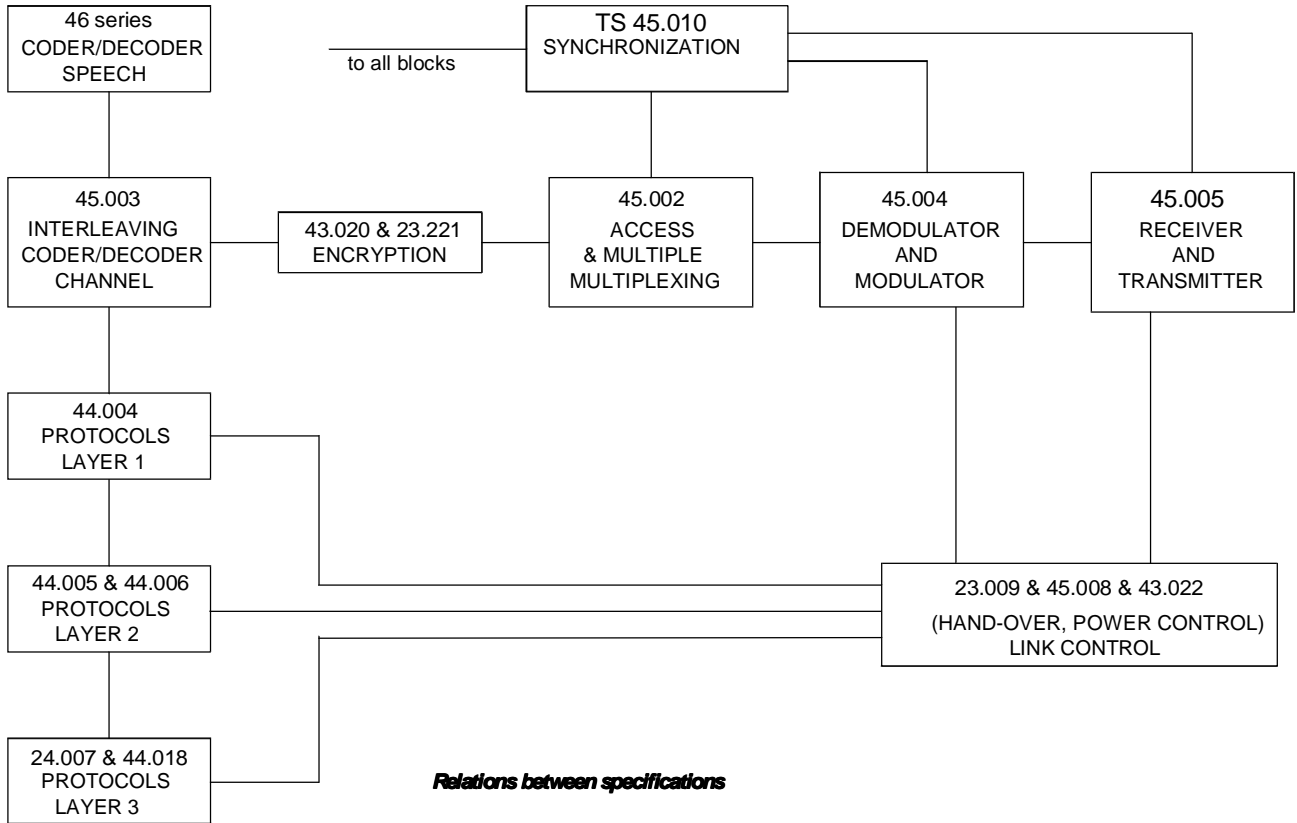 46 series
CODER/DECODER
SPEECH
TS 45.010
SYNCHRONIZATION
to all blocks
45.003
INTERLEAVING
CODER/DECODER
CHANNEL
43.020 & 23.221
ENCRYPTION
45.002
ACCESS
& MULTIPLE
MULTIPLEXING
45.004
DEMODULATOR
AND
MODULATOR
45.005
RECEIVER
AND
TRANSMITTER
44.004
PROTOCOLS
LAYER 1
44.005 & 44.006
PROTOCOLS
LAYER 2
23.009 & 45.008 & 43.022
(HAND-OVER, POWER CONTROL)
LINK CONTROL
24.007 & 44.018
PROTOCOLS
LAYER 3
Relations between specifications